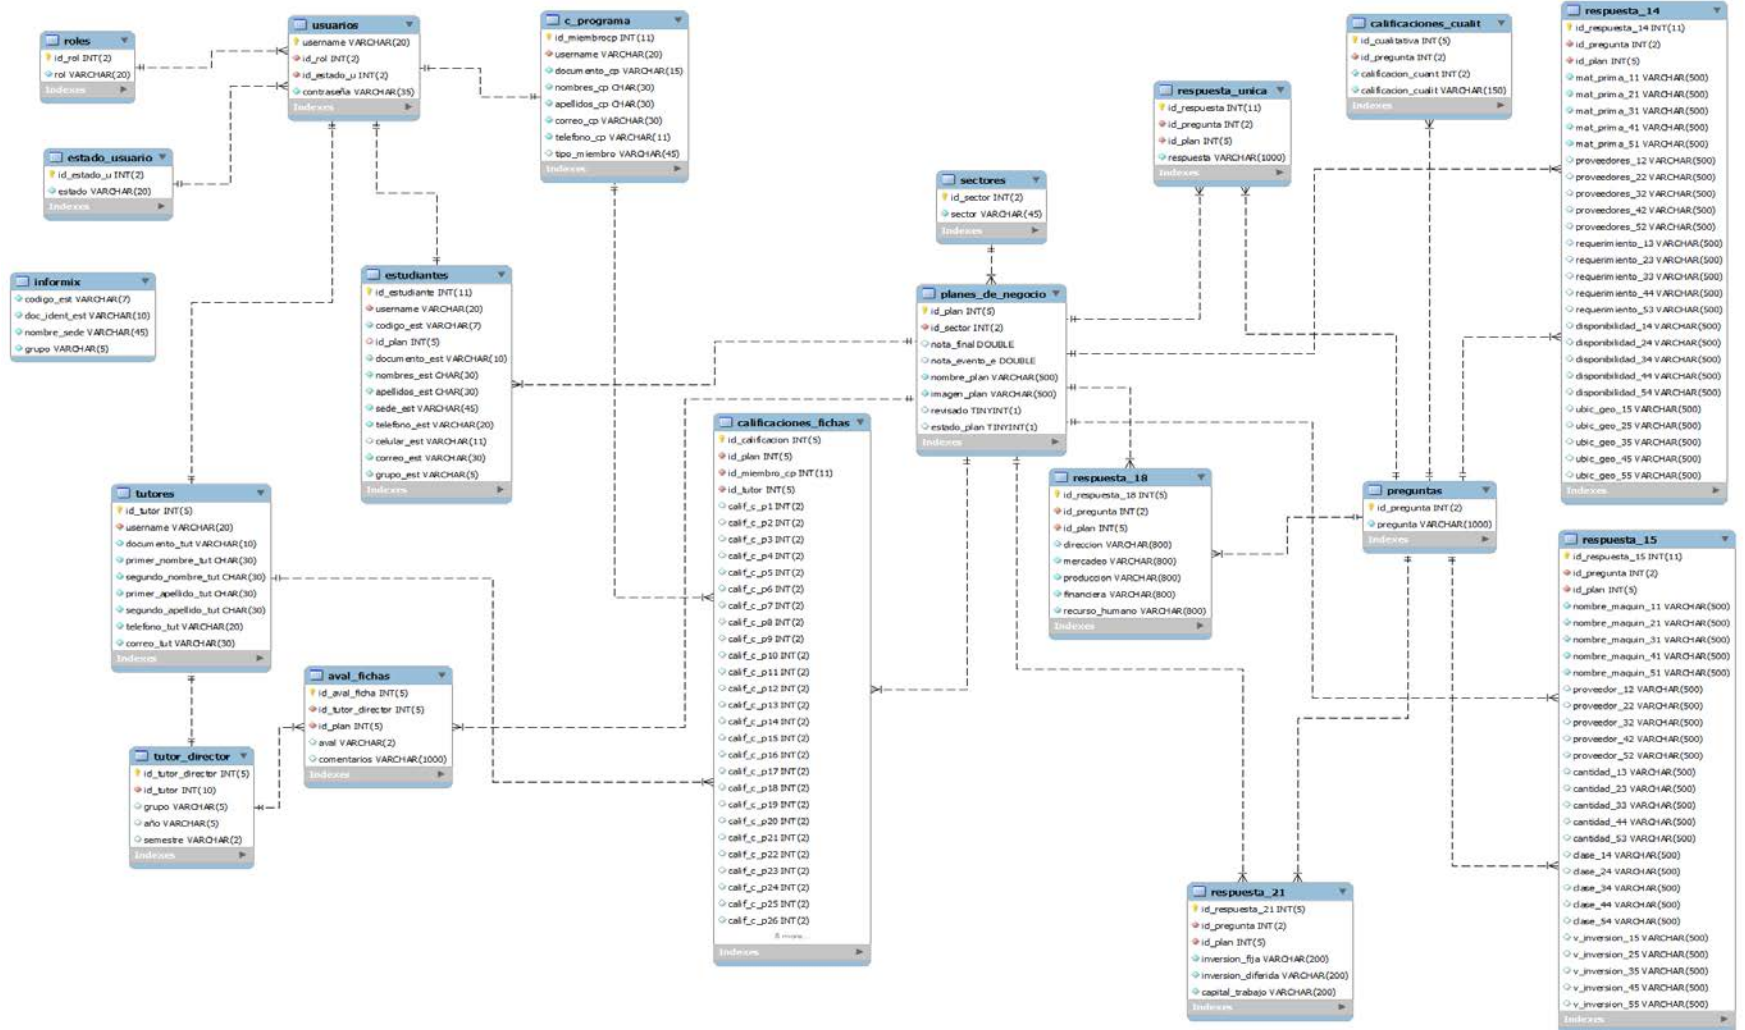 roles
id_rol INT(2)
rol VARCHAR(20)
Indexes
estado_usuario
id_estado_u INT(2)
estado VARCHAR(20)
Indexes
informix
codigo_est VARCHAR(7)
doc_ident_est VARCHAR(10)
nombre_sede VARCHAR(45)
grupo VARCHAR(5)
usuarios
username VARCHAR(20)
id_rol INT(2)
id_estado_u INT(2)
contraseña VARCHAR(35)
Indexes
c_programa
id_miembrocp INT(11)
username VARCHAR(20)
documento_cp VARCHAR(15)
nombres_cp CHAR(30)
apellidos_cp CHAR(30)
correo_cp VARCHAR(30)
telefono_cp VARCHAR(11)
tipo_miembro VARCHAR(45)
Indexes
estudiantes
id_estudiante INT(11)
username VARCHAR(20)
codigo_est VARCHAR(7)
id_plan INT(5)
documento_est VARCHAR(10)
nombres_est CHAR(30)
apellidos_est CHAR(30)
sede_est VARCHAR(45)
telefono_est VARCHAR(20)
celular_est VARCHAR(11)
correo_est VARCHAR(30)
grupo_est VARCHAR(5)
Indexes
tutores
id_tutor INT(5)
username VARCHAR(20)
documento_tut VARCHAR(10)
primer_nombre_tut CHAR(30)
segundo_nombre_tut CHAR(30)
primer_apellido_tut CHAR(30)
segundo_apellido_tut CHAR(30)
telefono_tut VARCHAR(20)
correo_tut VARCHAR(30)
Indexes
tutor_director
id_tutor_director INT(5)
id_tutor INT(10)
grupo VARCHAR(5)
año VARCHAR(5)
semestre VARCHAR(2)
Indexes
aval_fichas
id_aval_ficha INT(5)
id_tutor_director INT(5)
id_plan INT(5)
aval VARCHAR(2)
comentarios VARCHAR(1000)
Indexes
calificaciones_fichas
id_calificacion INT(5)
id_plan INT(5)
id_miembro_cp INT(11)
id_tutor INT(5)
calif_c_p1 INT(2)
calif_c_p2 INT(2)
calif_c_p3 INT(2)
calif_c_p4 INT(2)
calif_c_p5 INT(2)
calif_c_p6 INT(2)
calif_c_p7 INT(2)
calif_c_p8 INT(2)
calif_c_p9 INT(2)
calif_c_p10 INT(2)
calif_c_p11 INT(2)
calif_c_p12 INT(2)
calif_c_p13 INT(2)
calif_c_p14 INT(2)
calif_c_p15 INT(2)
calif_c_p16 INT(2)
calif_c_p17 INT(2)
calif_c_p18 INT(2)
calif_c_p19 INT(2)
calif_c_p20 INT(2)
calif_c_p21 INT(2)
calif_c_p22 INT(2)
calif_c_p23 INT(2)
calif_c_p24 INT(2)
calif_c_p25 INT(2)
calif_c_p26 INT(2)
8 more...
Indexes
sectores
id_sector INT(2)
sector VARCHAR(45)
Indexes
planes_de_negocio
id_plan INT(5)
id_sector INT(2)
nota_final DOUBLE
nota_evento_e DOUBLE
nombre_plan VARCHAR(500)
imagen_plan VARCHAR(500)
revisado TINYINT(1)
estado_plan TINYINT(1)
Indexes
respuesta_unica
id_respuesta INT(11)
id_pregunta INT(2)
id_plan INT(5)
respuesta VARCHAR(1000)
Indexes
calificaciones_cualit
id_cualitativa INT(5)
id_pregunta INT(2)
calificacion_cuant INT(2)
calificacion_cualit VARCHAR(150)
Indexes
respuesta_18
id_respuesta_18 INT(5)
id_pregunta INT(2)
id_plan INT(5)
direccion VARCHAR(800)
mercadeo VARCHAR(800)
produccion VARCHAR(800)
financiera VARCHAR(800)
recurso_humano VARCHAR(800)
Indexes
preguntas
id_pregunta INT(2)
pregunta VARCHAR(1000)
Indexes
respuesta_21
id_respuesta_21 INT(5)
id_pregunta INT(2)
id_plan INT(5)
inversion_fija VARCHAR(200)
inversion_diferida VARCHAR(200)
capital_trabajo VARCHAR(200)
Indexes
respuesta_14
id_respuesta_14 INT(11)
id_pregunta INT(2)
id_plan INT(5)
mat_prima_11 VARCHAR(500)
mat_prima_21 VARCHAR(500)
mat_prima_31 VARCHAR(500)
mat_prima_41 VARCHAR(500)
mat_prima_51 VARCHAR(500)
proveedores_12 VARCHAR(500)
proveedores_22 VARCHAR(500)
proveedores_32 VARCHAR(500)
proveedores_42 VARCHAR(500)
proveedores_52 VARCHAR(500)
requerimiento_13 VARCHAR(500)
requerimiento_23 VARCHAR(500)
requerimiento_33 VARCHAR(500)
requerimiento_44 VARCHAR(500)
requerimiento_53 VARCHAR(500)
disponibilidad_14 VARCHAR(500)
disponibilidad_24 VARCHAR(500)
disponibilidad_34 VARCHAR(500)
disponibilidad_44 VARCHAR(500)
disponibilidad_54 VARCHAR(500)
ubic_geo_15 VARCHAR(500)
ubic_geo_25 VARCHAR(500)
ubic_geo_35 VARCHAR(500)
ubic_geo_45 VARCHAR(500)
ubic_geo_55 VARCHAR(500)
Indexes
respuesta_15
id_respuesta_15 INT(11)
id_pregunta INT(2)
id_plan INT(5)
nombre_maquin_11 VARCHAR(500)
nombre_maquin_21 VARCHAR(500)
nombre_maquin_31 VARCHAR(500)
nombre_maquin_41 VARCHAR(500)
nombre_maquin_51 VARCHAR(500)
proveedor_12 VARCHAR(500)
proveedor_22 VARCHAR(500)
proveedor_32 VARCHAR(500)
proveedor_42 VARCHAR(500)
proveedor_52 VARCHAR(500)
cantidad_13 VARCHAR(500)
cantidad_23 VARCHAR(500)
cantidad_33 VARCHAR(500)
cantidad_44 VARCHAR(500)
cantidad_53 VARCHAR(500)
clase_14 VARCHAR(500)
clase_24 VARCHAR(500)
clase_34 VARCHAR(500)
clase_44 VARCHAR(500)
clase_54 VARCHAR(500)
v_inversion_15 VARCHAR(500)
v_inversion_25 VARCHAR(500)
v_inversion_35 VARCHAR(500)
v_inversion_45 VARCHAR(500)
v_inversion_55 VARCHAR(500)
Indexes